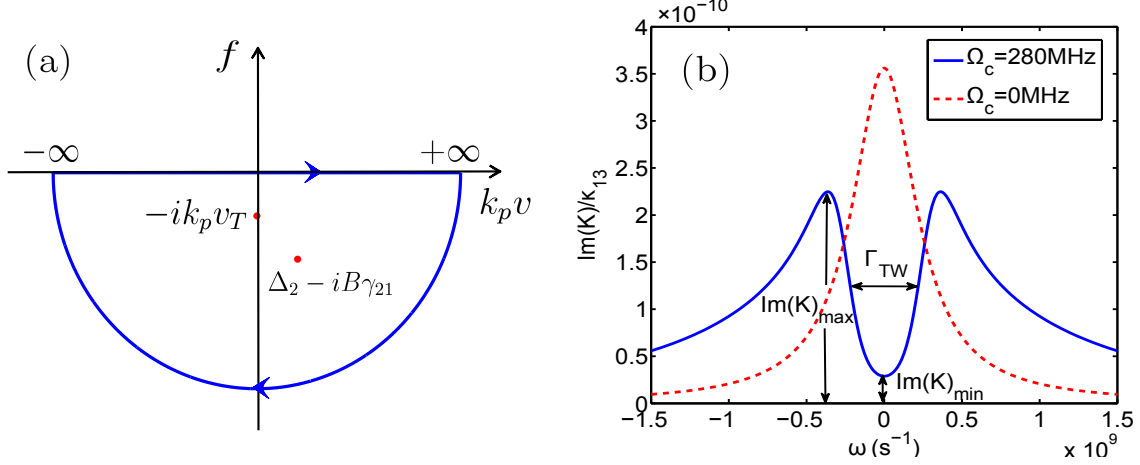 (a)
f
−∞
+∞
k_p v
−ik_p v_T
Δ_2 − iBγ_21
×10^−10
4
3.5
3
2.5
2
1.5
1
0.5
0
Im(K)/κ_13
(b)
Ω_c=280MHz
Ω_c=0MHz
Γ_TW
Im(K)_max
Im(K)_min
−1.5
−1
−0.5
0
0.5
1
1.5
ω (s^−1)
x 10^9